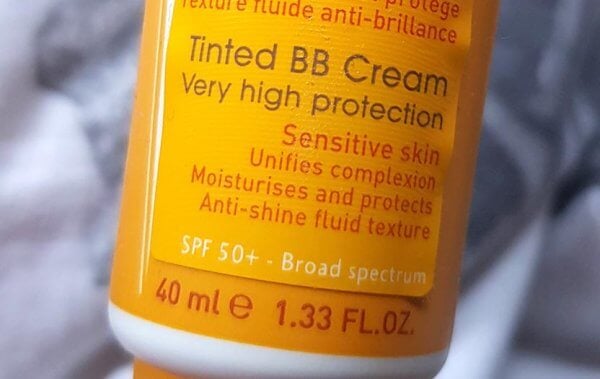 protège
Texture fluide anti-brillance
Tinted BB Cream
Very high protection
Sensitive skin
Unifies complexion
Moisturises and protects
Anti-shine fluid texture
SPF 50+ - Broad spectrum
40 ml e 1.33 FL.OZ.